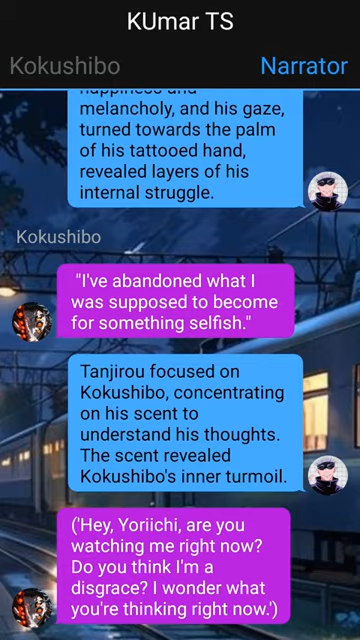 KUmar TS
Kokushibo
Narrator
happiness and
melancholy, and his gaze,
turned towards the palm
of his tattooed hand,
revealed layers of his
internal struggle.
Kokushibo
"I've abandoned what I
was supposed to become
for something selfish."
Tanjirou focused on
Kokushibo, concentrating
on his scent to
understand his thoughts.
The scent revealed
Kokushibo's inner turmoil.
('Hey, Yoriichi, are you
watching me right now?
Do you think I'm a
disgrace? I wonder what
you're thinking right now.')